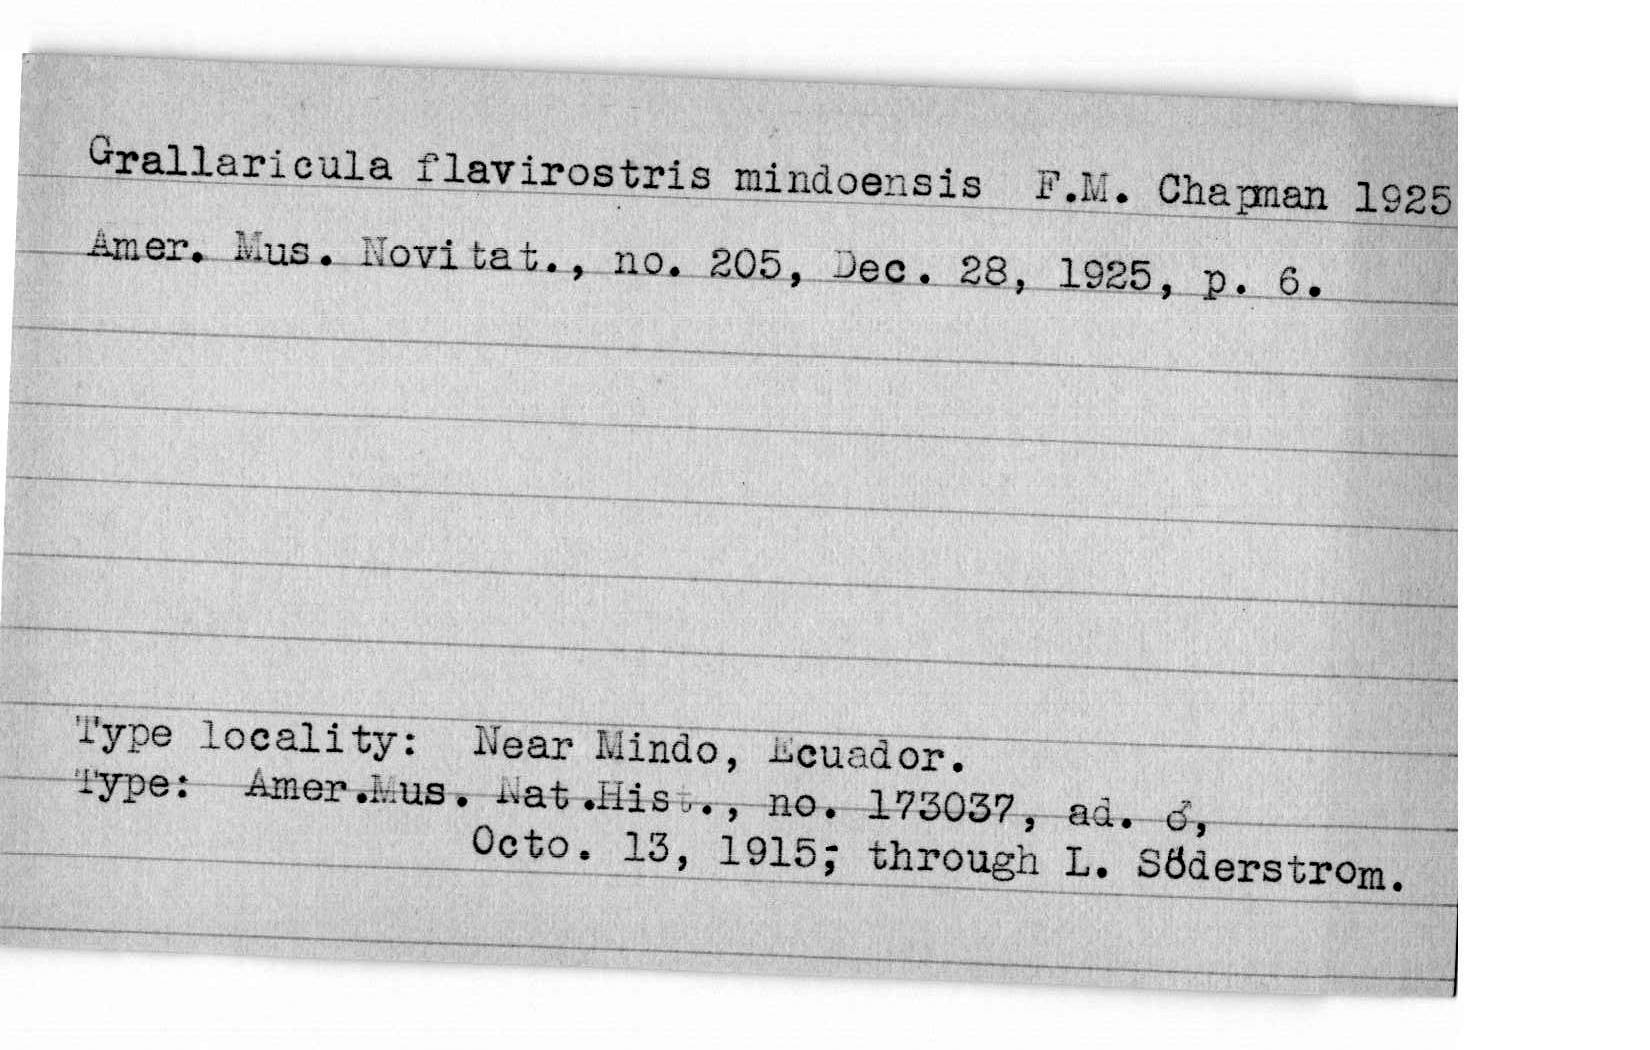 Grallaricula flavirostris mindoensis F.M. Chapman 1925
Amer. Mus. Novitat., no. 205, Dec. 28, 1925, p. 6.
Type locality: Near Mindo, Ecuador.
Type: Amer.Mus. Nat.Hist., no. 173037, ad. ♂,
Octo. 13, 1915; through L. Söderstrom.